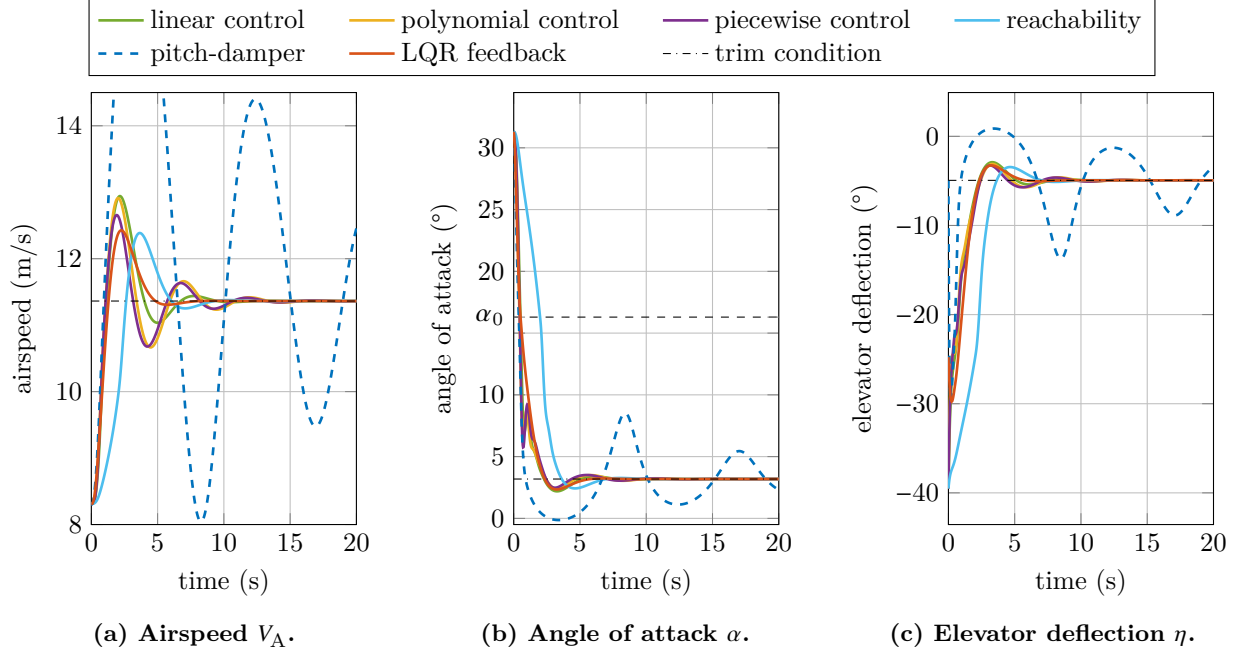 linear control polynomial control piecewise control reachability
pitch-damper LQR feedback trim condition
airspeed (m/s)
14
12
10
8
0 5 10 15 20
time (s)
(a) Airspeed V_A.
angle of attack (°)
30
25
30
α₀
10
5
0
0 5 10 15 20
time (s)
(b) Angle of attack α.
elevator deflection (°)
0
−10
−20
−30
−40
0 5 10 15 20
time (s)
(c) Elevator deflection η.